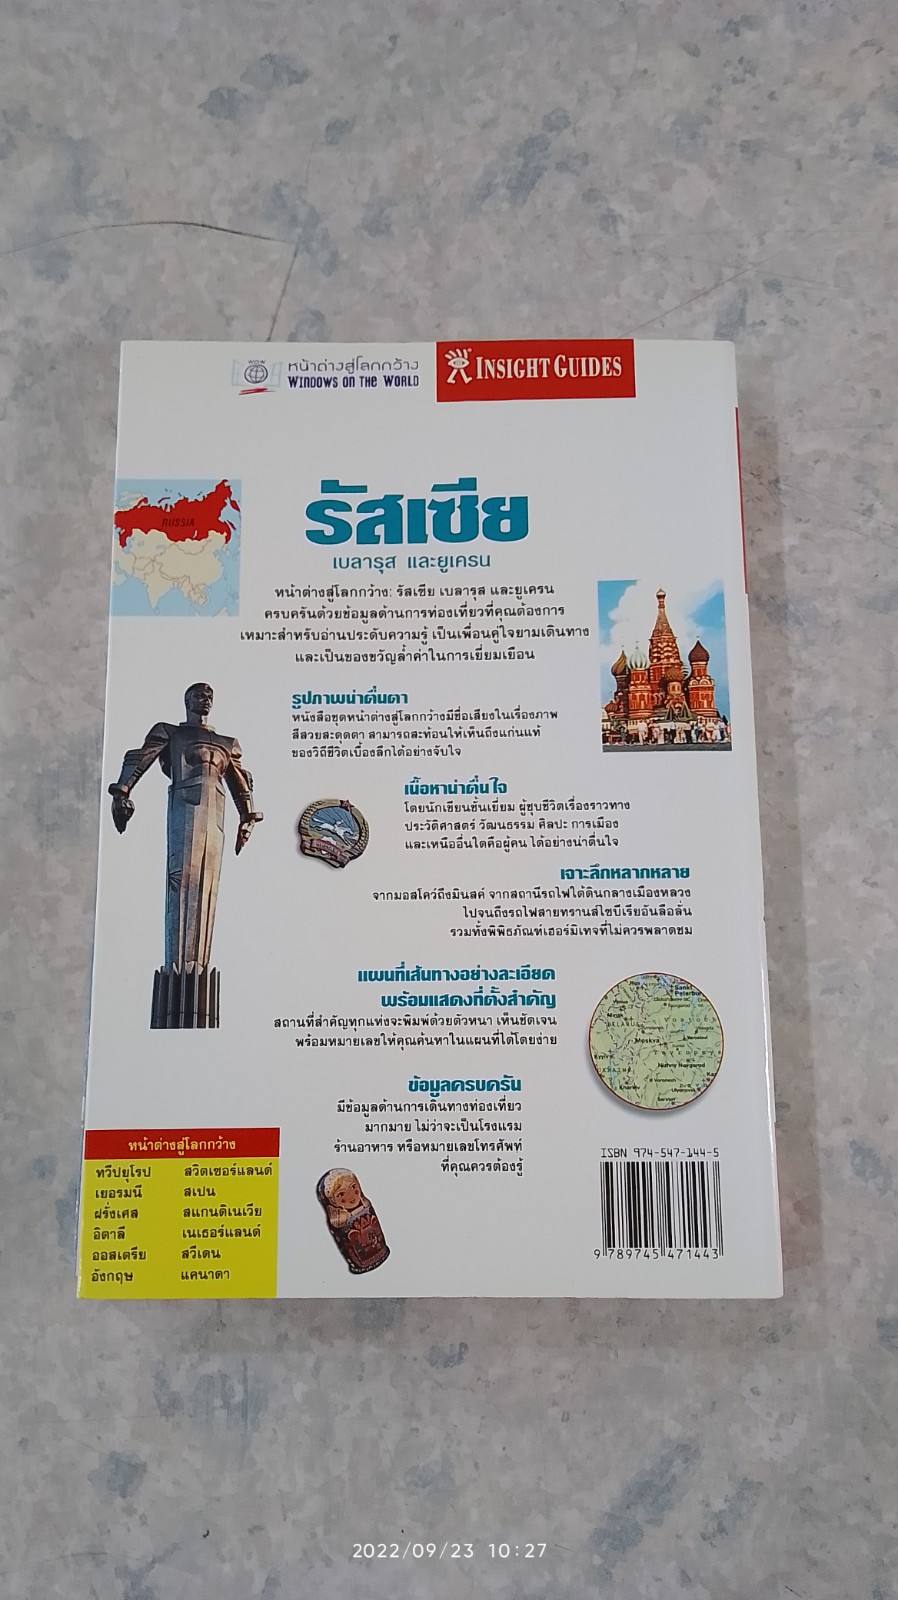 หน้าต่างสู่โลกกว้าง
WINDOWS ON THE WORLD
INSIGHT GUIDES
RUSSIA
รัสเซีย
เบลารุส และยูเครน
หน้าต่างสู่โลกกว้าง: รัสเซีย เบลารุส และยูเครน
ครบครันด้วยข้อมูลด้านการท่องเที่ยวที่คุณต้องการ
เหมาะสำหรับอ่านประดับความรู้ เป็นเพื่อนคู่ใจยามเดินทาง
และเป็นของขวัญล้ำค่าในการเยี่ยมเยือน
รูปภาพน่าตื่นตา
หนังสือชุดหน้าต่างสู่โลกกว้างมีชื่อเสียงในเรื่องภาพ
สีสวยสะดุดตา สามารถสะท้อนให้เห็นถึงแก่นแท้
ของวิถีชีวิตเบื้องลึกได้อย่างจับใจ
เนื้อหาน่าตื่นใจ
โดยนักเขียนชั้นเยี่ยม ผู้ชุบชีวิตเรื่องราวทาง
ประวัติศาสตร์ วัฒนธรรม ศิลปะ การเมือง
และเหนืออื่นใดคือผู้คน ได้อย่างน่าตื่นใจ
เจาะลึกหลากหลาย
จากมอสโคว์ถึงมินสค์ จากสถานีรถไฟใต้ดินกลางเมืองหลวง
ไปจนถึงรถไฟสายทรานส์ไซบีเรียอันลือลั่น
รวมทั้งพิพิธภัณฑ์เฮอร์มิเทจที่ไม่ควรพลาดชม
แผนที่เส้นทางอย่างละเอียด
พร้อมแสดงที่ตั้งสำคัญ
สถานที่สำคัญทุกแห่งจะพิมพ์ด้วยตัวหนา เห็นชัดเจน
พร้อมหมายเลขให้คุณค้นหาในแผนที่ได้โดยง่าย
Sankt
Peterbu
Minsk
BELARUS
Moskva
Nizhny Novgorod
Voronezh
Kharkiv
ข้อมูลครบครัน
มีข้อมูลด้านการเดินทางท่องเที่ยว
มากมาย ไม่ว่าจะเป็นโรงแรม
ร้านอาหาร หรือหมายเลขโทรศัพท์
ที่คุณควรต้องรู้
หน้าต่างสู่โลกกว้าง
ทวีปยุโรป สวิตเซอร์แลนด์
เยอรมนี สเปน
ฝรั่งเศส สแกนดิเนเวีย
อิตาลี เนเธอร์แลนด์
ออสเตรีย สวีเดน
อังกฤษ แคนาดา
ISBN 974-547-144-5
9 789745 471443
2022/09/23 10:27